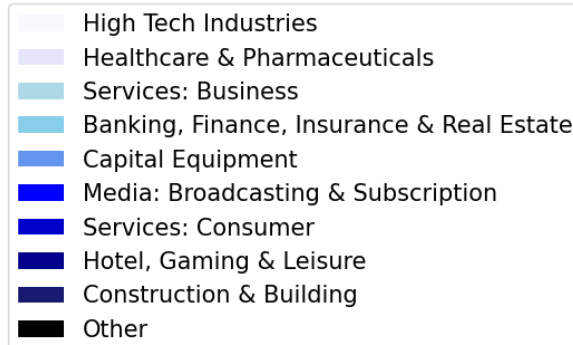 High Tech Industries
Healthcare & Pharmaceuticals
Services: Business
Banking, Finance, Insurance & Real Estate
Capital Equipment
Media: Broadcasting & Subscription
Services: Consumer
Hotel, Gaming & Leisure
Construction & Building
Other